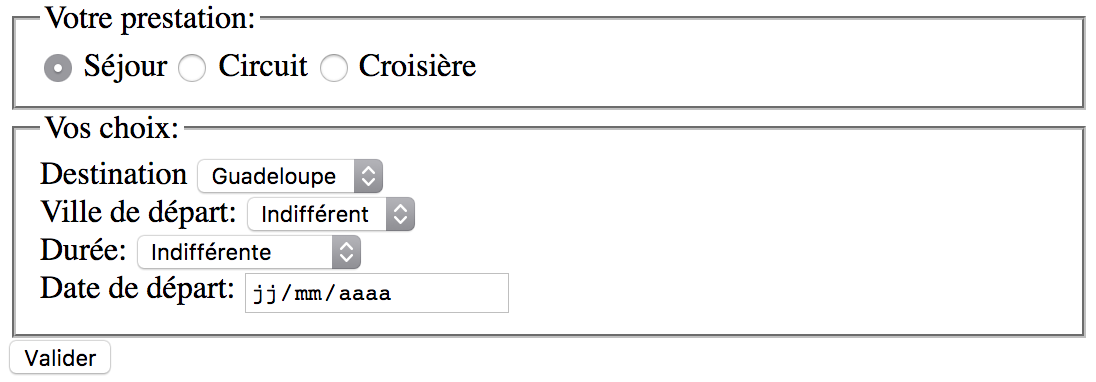 Votre prestation:
Séjour Circuit Croisière
Vos choix:
Destination Guadeloupe
Ville de départ: Indifférent
Durée: Indifférente
Date de départ: jj/mm/aaaa
Valider